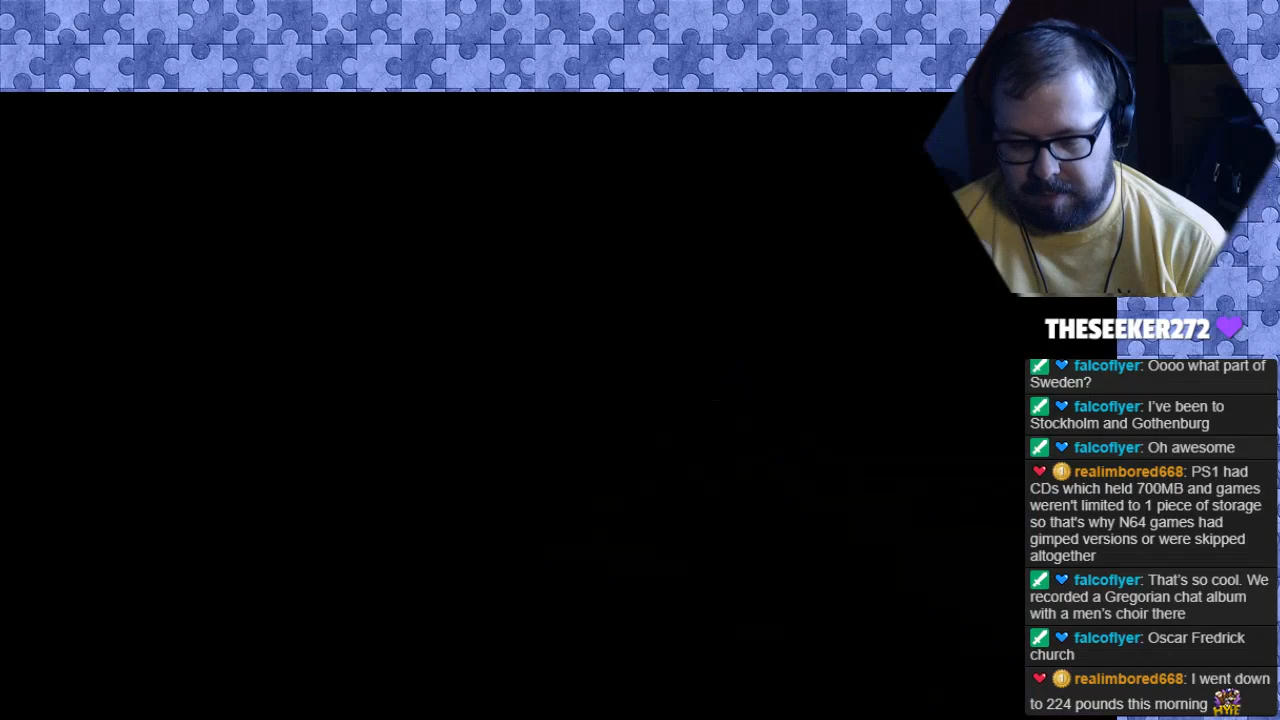 THESEEKER272
falcoflyer: Oooo what part of
Sweden?
falcoflyer: I've been to
Stockholm and Gothenburg
falcoflyer: Oh awesome
realimbored668: PS1 had
CDs which held 700MB and games
weren't limited to 1 piece of storage
so that's why N64 games had
gimped versions or were skipped
altogether
falcoflyer: That's so cool. We
recorded a Gregorian chat album
with a men's choir there
falcoflyer: Oscar Fredrick
church
realimbored668: I went down
to 224 pounds this morning HYPE